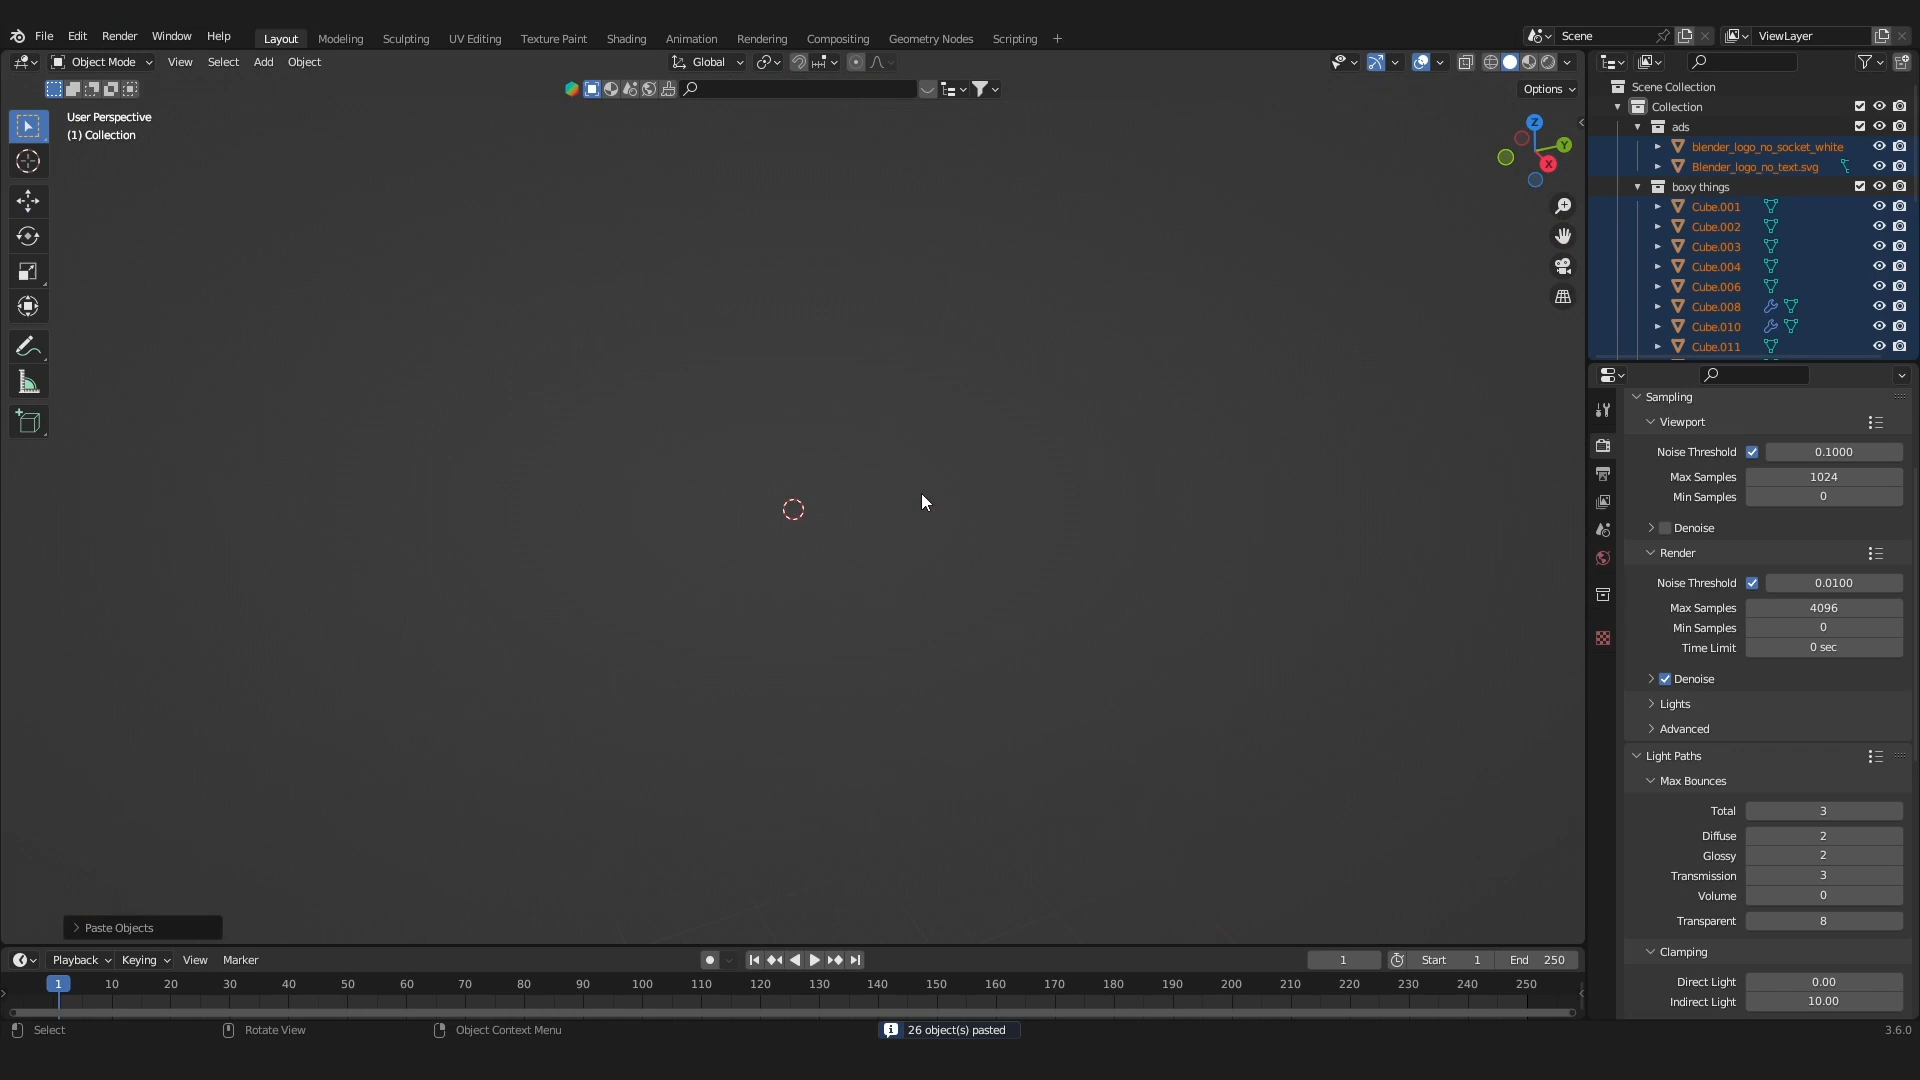 File Edit Render Window Help Layout Modeling Sculpting UV Editing Texture Paint Shading Animation Rendering Compositing Geometry Nodes Scripting + Scene ViewLayer
Object Mode View Select Add Object Global
Options
User Perspective
(1) Collection
Z
Y
X
Scene Collection
Collection
ads
blender_logo_no_socket_white
Blender_logo_no_text.svg
boxy things
Cube.001
Cube.002
Cube.003
Cube.004
Cube.006
Cube.008
Cube.010
Cube.011
Sampling
Viewport
Noise Threshold 0.1000
Max Samples 1024
Min Samples 0
Denoise
Render
Noise Threshold 0.0100
Max Samples 4096
Min Samples 0
Time Limit 0 sec
Denoise
Lights
Advanced
Light Paths
Max Bounces
Total 3
Diffuse 2
Glossy 2
Transmission 3
Volume 0
Transparent 8
Clamping
Direct Light 0.00
Indirect Light 10.00
Paste Objects
Playback Keying View Marker 1 Start 1 End 250
1 10 20 30 40 50 60 70 80 90 100 110 120 130 140 150 160 170 180 190 200 210 220 230 240 250
Select Rotate View Object Context Menu 26 object(s) pasted 3.6.0